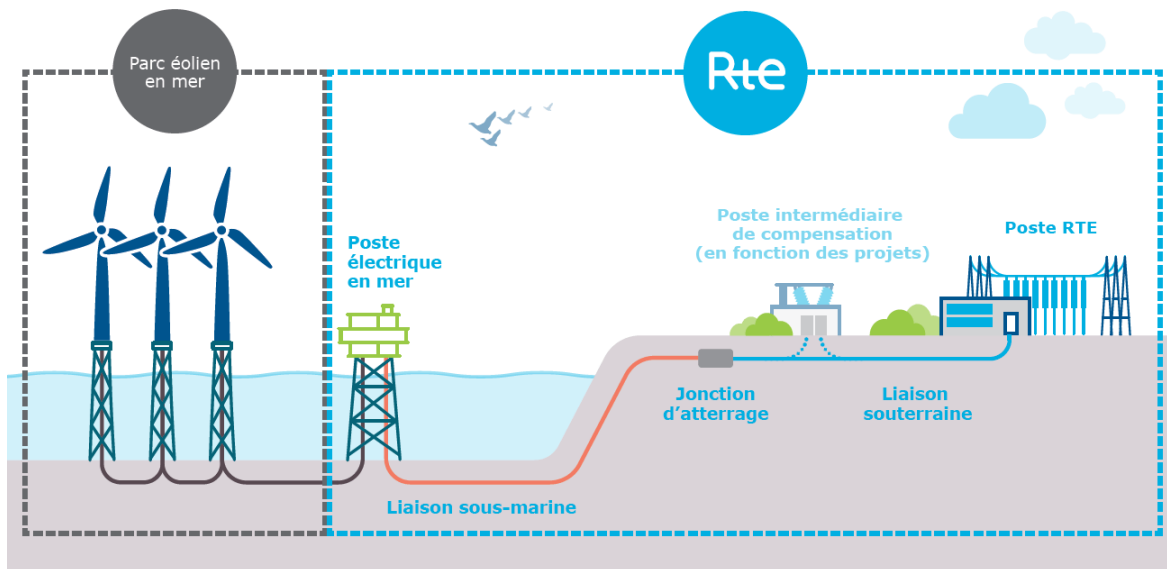 Parc éolien
en mer
Rte
Poste
électrique
en mer
Poste intermédiaire
de compensation
(en fonction des projets)
Poste RTE
Jonction
d’atterrage
Liaison
souterraine
Liaison sous-marine